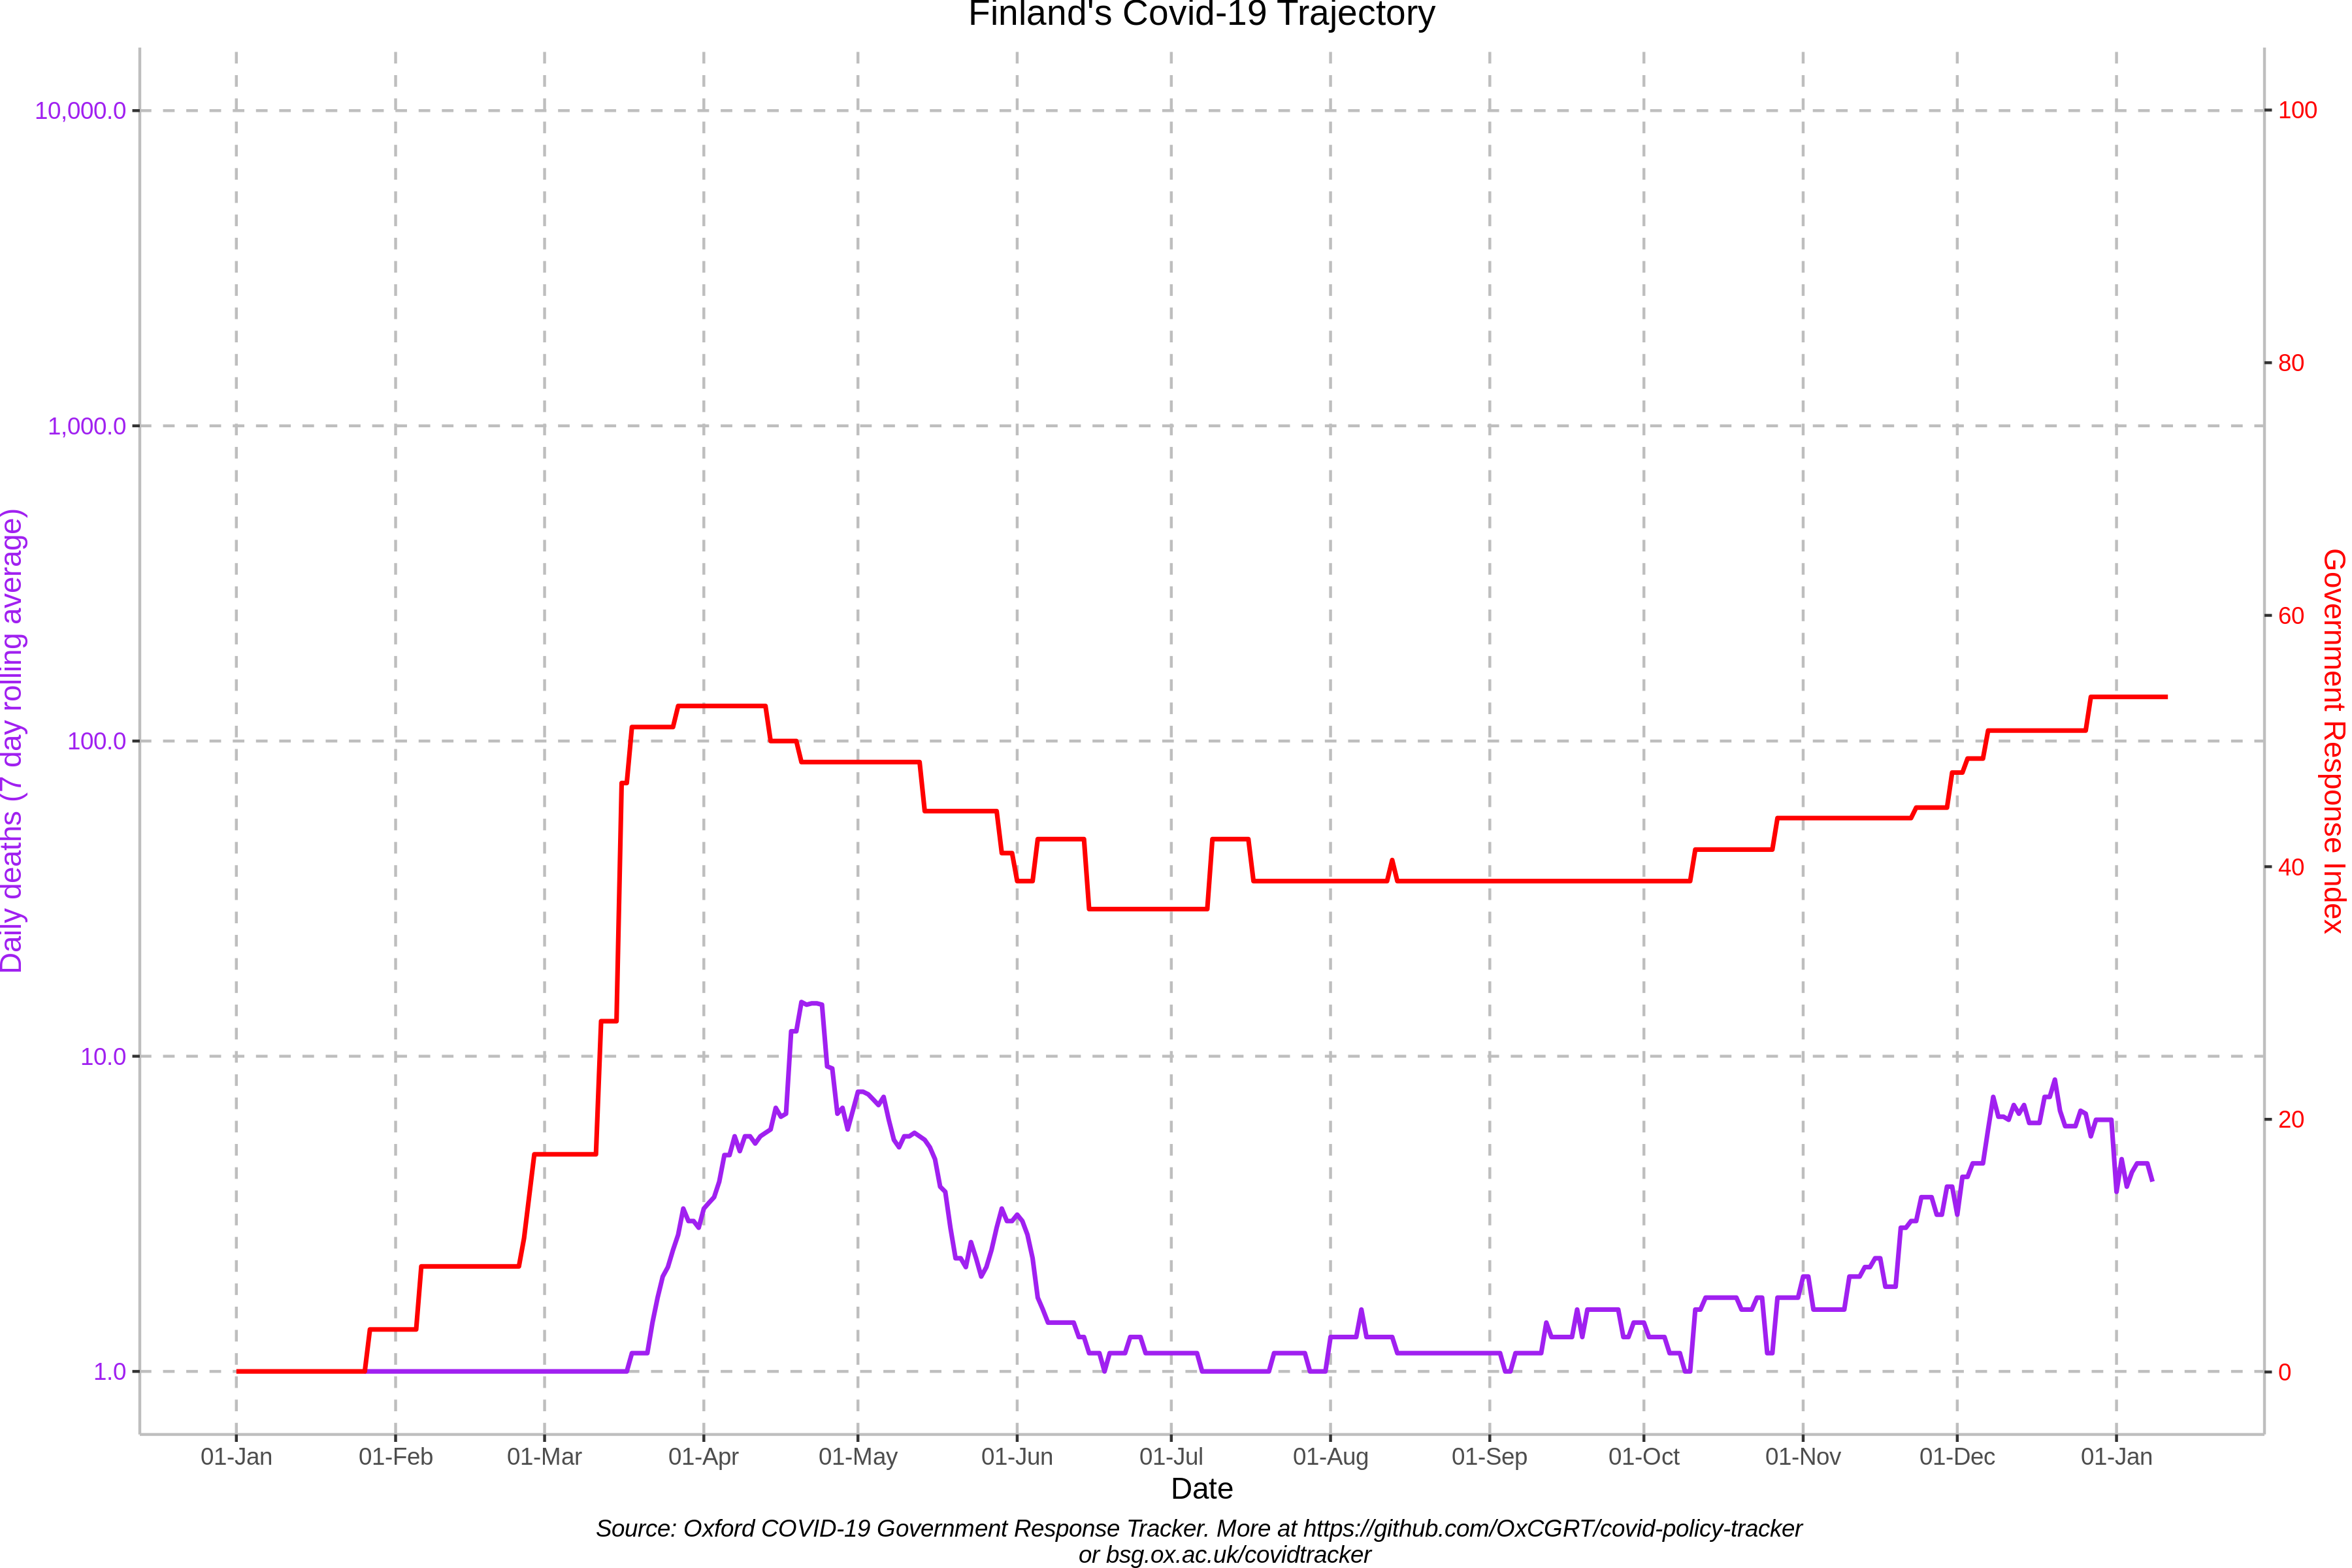 Finland's Covid-19 Trajectory
10,000.0
1,000.0
100.0
10.0
1.0
Daily deaths (7 day rolling average)
100
80
60
40
20
0
Government Response Index
01-Jan 01-Feb 01-Mar 01-Apr 01-May 01-Jun 01-Jul 01-Aug 01-Sep 01-Oct 01-Nov 01-Dec 01-Jan
Date
Source: Oxford COVID-19 Government Response Tracker. More at https://github.com/OxCGRT/covid-policy-tracker
or bsg.ox.ac.uk/covidtracker